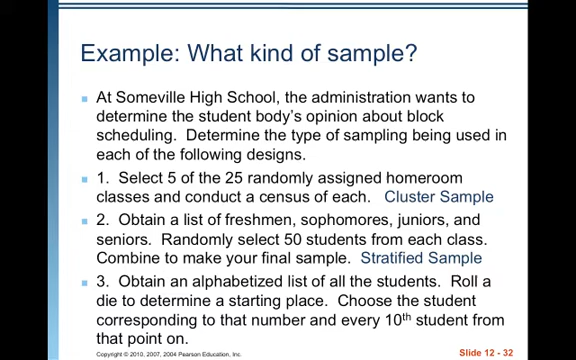 Example: What kind of sample?
At Someville High School, the administration wants to
determine the student body's opinion about block
scheduling. Determine the type of sampling being used in
each of the following designs.
1. Select 5 of the 25 randomly assigned homeroom
classes and conduct a census of each. Cluster Sample
2. Obtain a list of freshmen, sophomores, juniors, and
seniors. Randomly select 50 students from each class.
Combine to make your final sample. Stratified Sample
3. Obtain an alphabetized list of all the students. Roll a
die to determine a starting place. Choose the student
corresponding to that number and every 10th student from
that point on.
Copyright © 2010, 2007, 2004 Pearson Education, Inc.
Slide 12 - 32